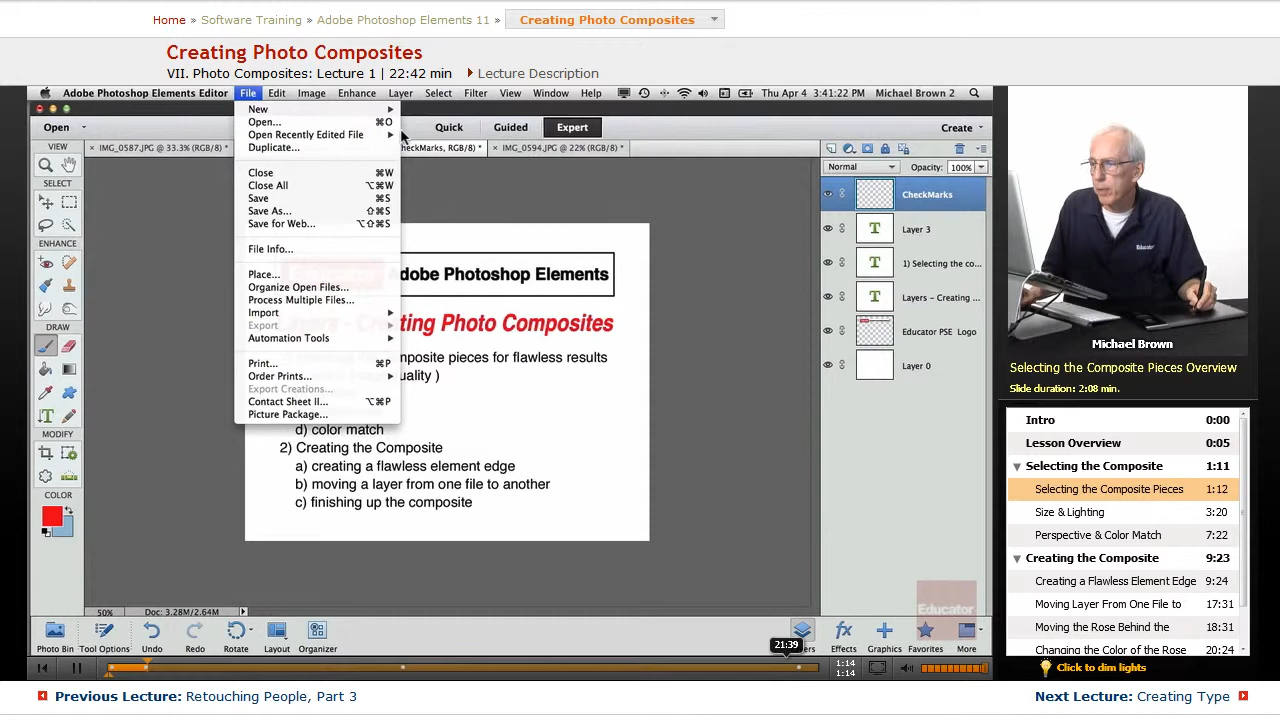 Home » Software Training » Adobe Photoshop Elements 11 » Creating Photo Composites
Creating Photo Composites
VII. Photo Composites: Lecture 1 | 22:42 min Lecture Description
Adobe Photoshop Elements Editor File Edit Image Enhance Layer Select Filter View Window Help Thu Apr 4 3:41:22 PM Michael Brown 2
Open Quick Guided Expert Create
× IMG_0587.JPG @ 33.3% (RGB/8) * heckMarks, RGB/8) * × IMG_0594.JPG @ 22% (RGB/8) *
New
Open... ⌘O
Open Recently Edited File
Duplicate...
Close ⌘W
Close All ⌥⌘W
Save ⌘S
Save As... ⇧⌘S
Save for Web... ⌥⇧⌘S
File Info...
Place...
Organize Open Files...
Process Multiple Files...
Import
Export
Automation Tools
Print... ⌘P
Order Prints...
Export Creations...
Contact Sheet II... ⌥⌘P
Picture Package...
VIEW
SELECT
ENHANCE
DRAW
MODIFY
COLOR
Adobe Photoshop Elements
Creating Photo Composites
mposite pieces for flawless results
uality )
d) color match
2) Creating the Composite
a) creating a flawless element edge
b) moving a layer from one file to another
c) finishing up the composite
Normal Opacity: 100%
CheckMarks
Layer 3
1) Selecting the co...
Layers – Creating ...
Educator PSE Logo
Layer 0
50% Doc: 3.28M/2.64M
Educator
Photo Bin Tool Options Undo Redo Rotate Layout Organizer ers Effects Graphics Favorites More
21:39
1:14
1:14
Educator
Michael Brown
Selecting the Composite Pieces Overview
Slide duration: 2:08 min.
Intro 0:00
Lesson Overview 0:05
Selecting the Composite 1:11
Selecting the Composite Pieces 1:12
Size & Lighting 3:20
Perspective & Color Match 7:22
Creating the Composite 9:23
Creating a Flawless Element Edge 9:24
Moving Layer From One File to 17:31
Moving the Rose Behind the 18:31
Changing the Color of the Rose 20:24
Click to dim lights
Previous Lecture: Retouching People, Part 3
Next Lecture: Creating Type